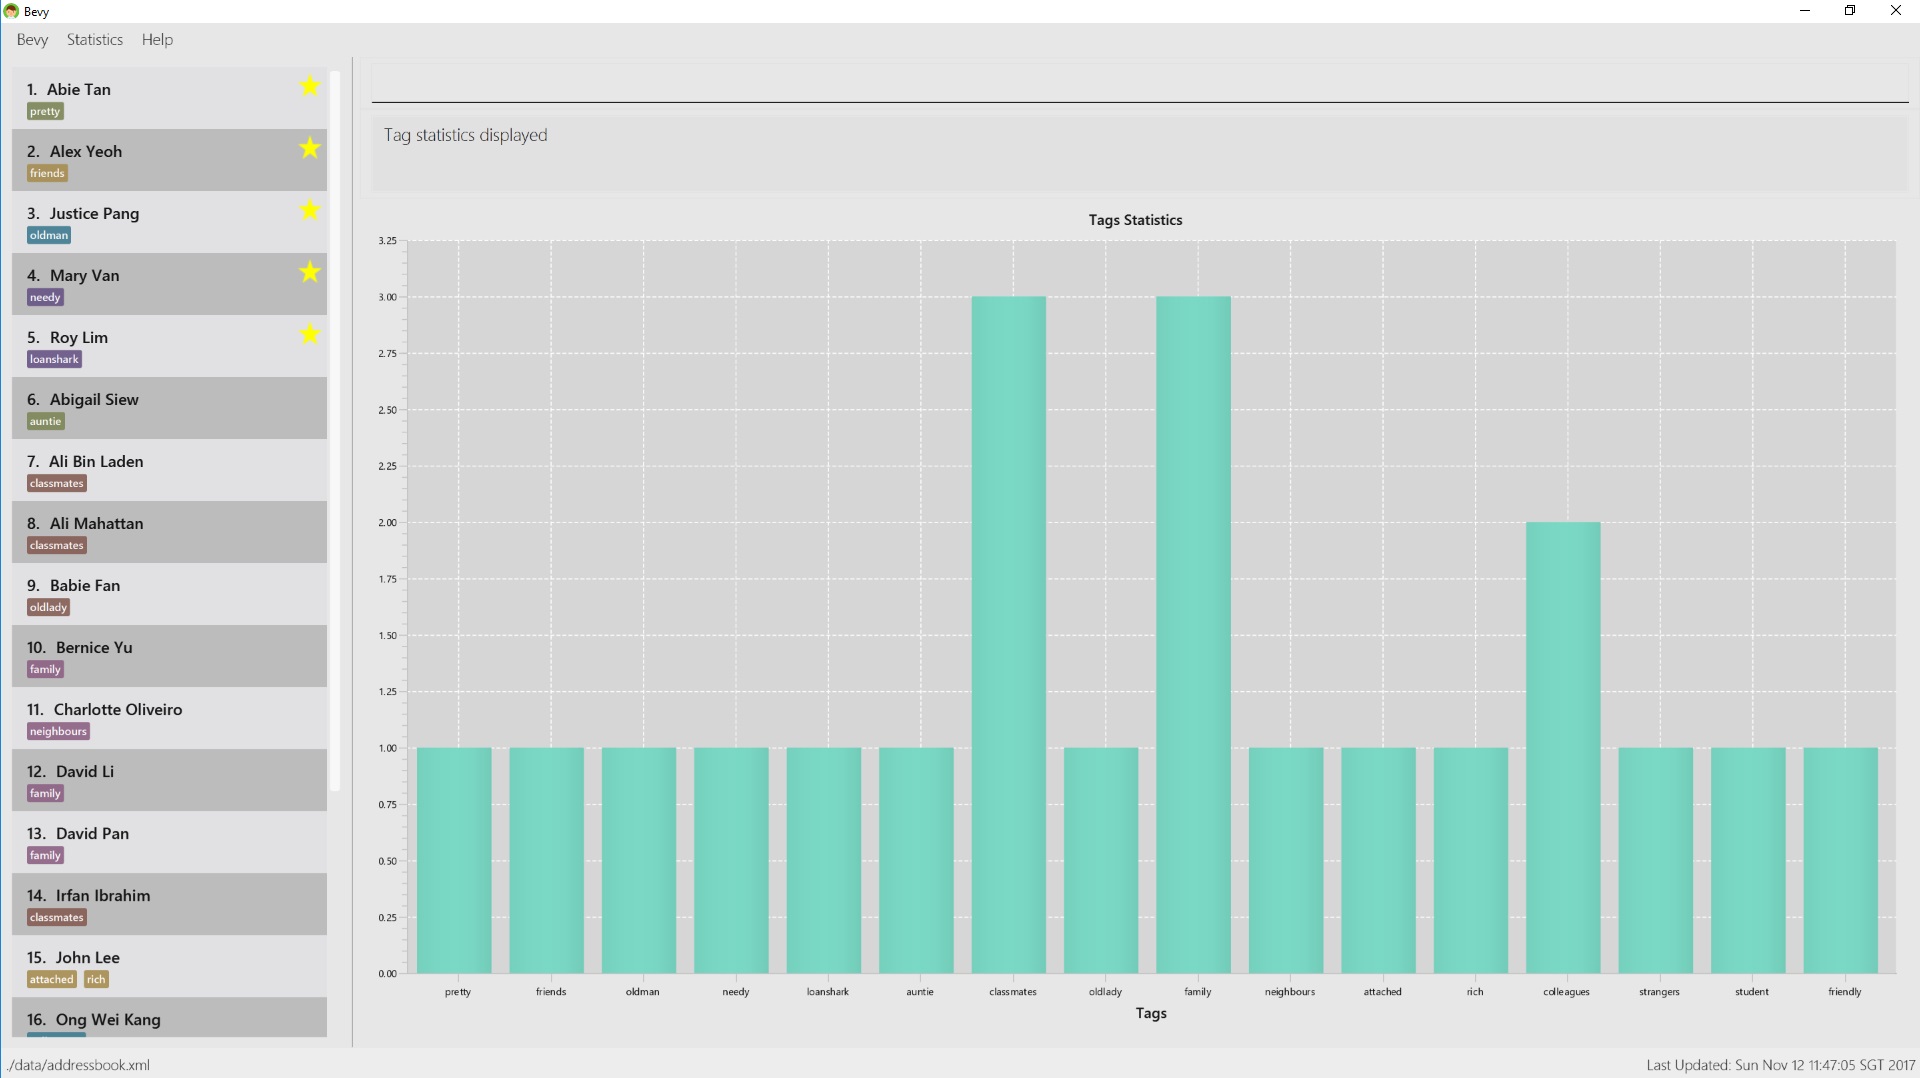 Bevy
Bevy Statistics Help
1. Abie Tan
pretty
2. Alex Yeoh
friends
3. Justice Pang
oldman
4. Mary Van
needy
5. Roy Lim
loanshark
6. Abigail Siew
auntie
7. Ali Bin Laden
classmates
8. Ali Mahattan
classmates
9. Babie Fan
oldlady
10. Bernice Yu
family
11. Charlotte Oliveiro
neighbours
12. David Li
family
13. David Pan
family
14. Irfan Ibrahim
classmates
15. John Lee
attached rich
16. Ong Wei Kang
Tag statistics displayed
Tags Statistics
3.25
3.00
2.75
2.50
2.25
2.00
1.75
1.50
1.25
1.00
0.75
0.50
0.25
0.00
pretty friends oldman needy loanshark auntie classmates oldlady family neighbours attached rich colleagues strangers student friendly
Tags
./data/addressbook.xml
Last Updated: Sun Nov 12 11:47:05 SGT 2017